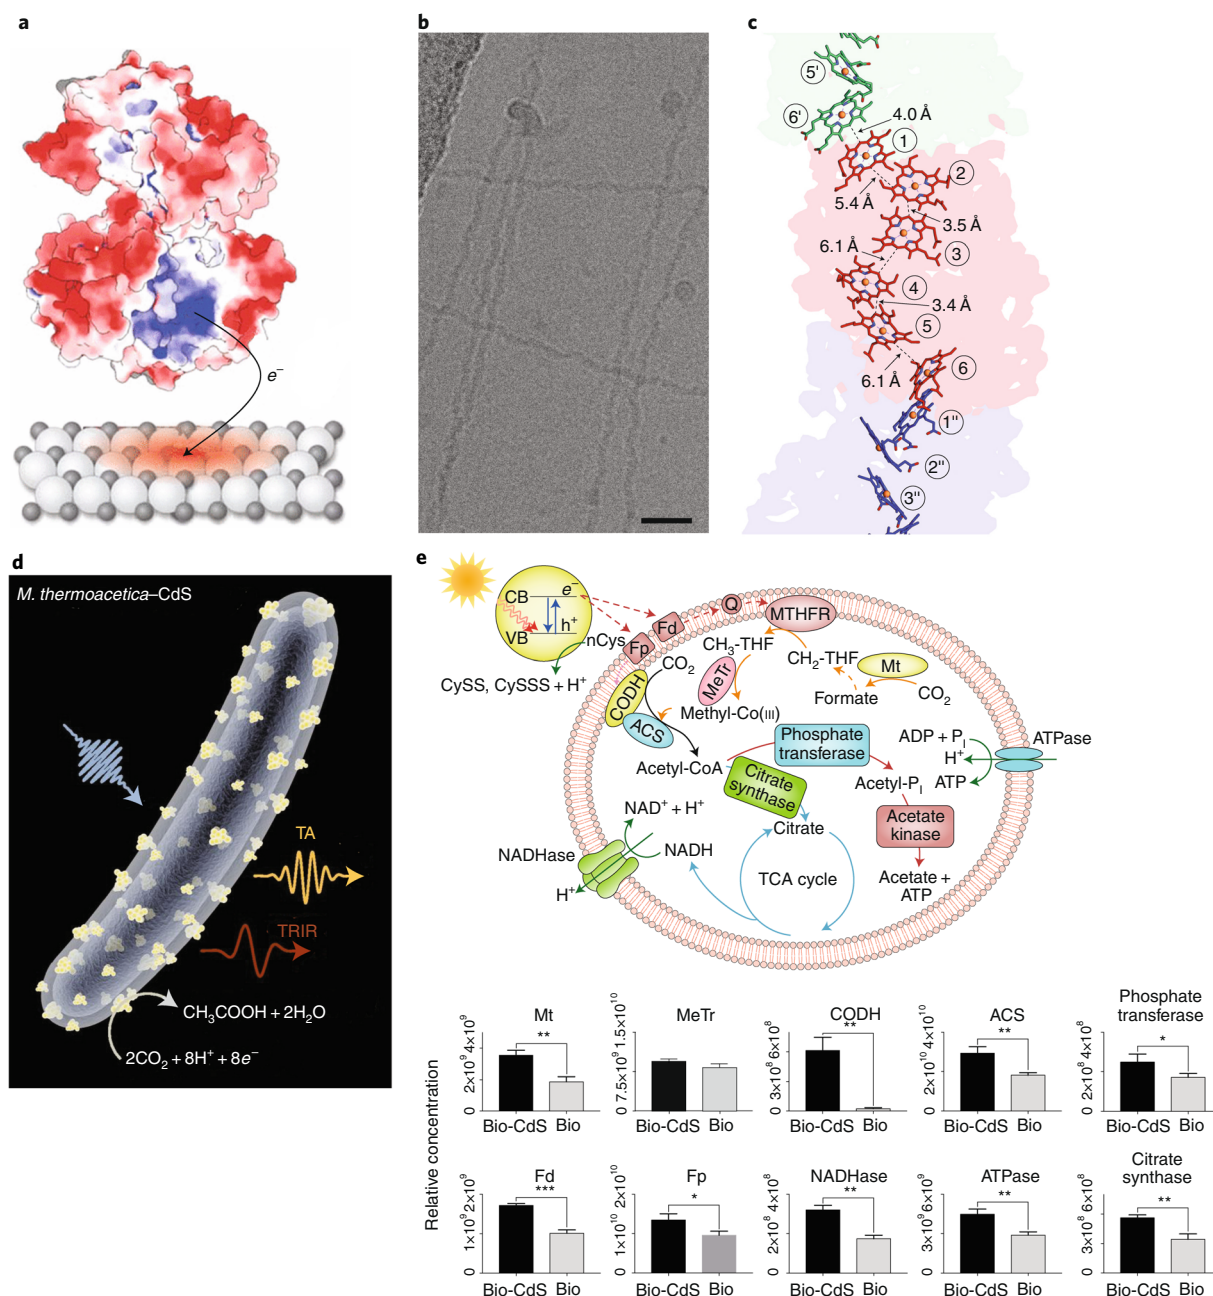 a
e⁻
b
c
5'
6'
4.0 Å
1
2
5.4 Å
3.5 Å
6.1 Å
3
4
3.4 Å
5
6.1 Å
6
1"
2"
3"
d
M. thermoacetica–CdS
TA
TRIR
CH₃COOH + 2H₂O
2CO₂ + 8H⁺ + 8e⁻
e
CB
e⁻
h⁺
VB
nCys
CySS, CySSS + H⁺
Fp
Fd
Q
MTHFR
CH₃-THF
CH₂-THF
Mt
CO₂
Formate
CO₂
MeTr
CODH
ACS
Methyl-Co(III)
Phosphate
transferase
ADP + Pᵢ
ATPase
H⁺
ATP
Acetyl-CoA
Citrate
synthase
Acetyl-Pᵢ
NAD⁺ + H⁺
Citrate
Acetate
kinase
NADHase
NADH
H⁺
TCA cycle
Acetate +
ATP
Relative concentration
Mt
**
4×10⁹
2×10⁹
0
Bio-CdS Bio
MeTr
1.5×10¹⁰
7.5×10⁹
0
Bio-CdS Bio
CODH
**
6×10⁸
3×10⁸
0
Bio-CdS Bio
ACS
**
4×10¹⁰
2×10¹⁰
0
Bio-CdS Bio
Phosphate
transferase
*
4×10⁸
2×10⁸
0
Bio-CdS Bio
Fd
***
2×10⁹
1×10⁹
0
Bio-CdS Bio
Fp
*
2×10¹⁰
1×10¹⁰
0
Bio-CdS Bio
NADHase
**
4×10⁸
2×10⁸
0
Bio-CdS Bio
ATPase
**
6×10⁹
3×10⁹
0
Bio-CdS Bio
Citrate
synthase
**
6×10⁸
3×10⁸
0
Bio-CdS Bio